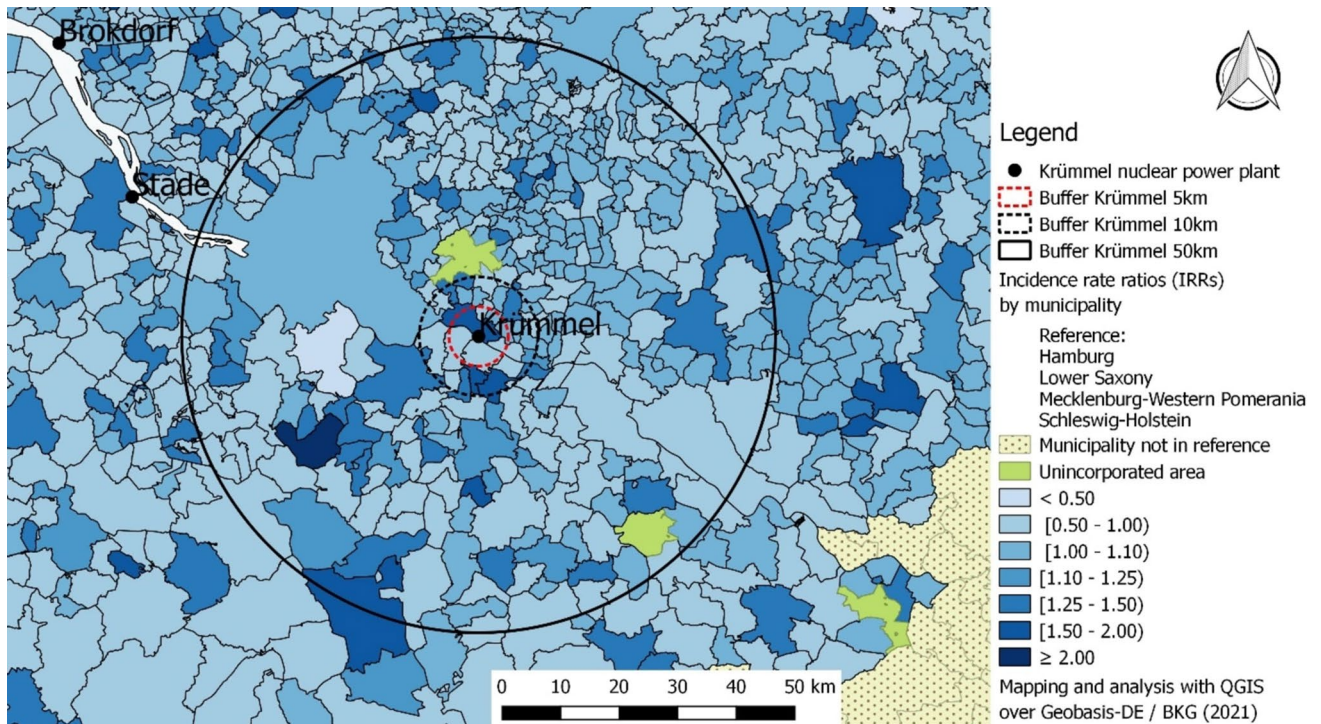 Brokdorf
Stade
Krümmel
0 10 20 30 40 50 km
Legend
Krümmel nuclear power plant
Buffer Krümmel 5km
Buffer Krümmel 10km
Buffer Krümmel 50km
Incidence rate ratios (IRRs)
by municipality
Reference:
Hamburg
Lower Saxony
Mecklenburg-Western Pomerania
Schleswig-Holstein
Municipality not in reference
Unincorporated area
< 0.50
[0.50 - 1.00)
[1.00 - 1.10)
[1.10 - 1.25)
[1.25 - 1.50)
[1.50 - 2.00)
≥ 2.00
Mapping and analysis with QGIS
over Geobasis-DE / BKG (2021)